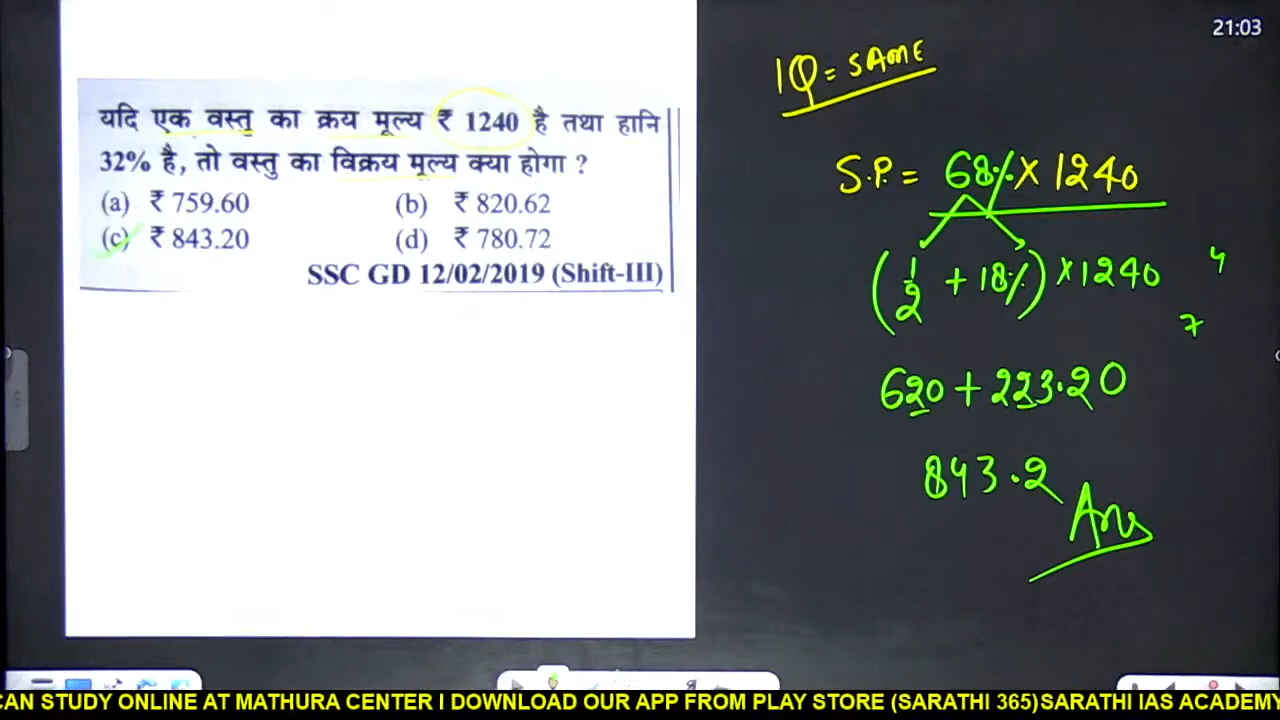 21:03
1Q = SAME
यदि एक वस्तु का क्रय मूल्य ₹ 1240 है तथा हानि
32% है, तो वस्तु का विक्रय मूल्य क्या होगा ?
(a) ₹ 759.60 (b) ₹ 820.62
(c) ₹ 843.20 (d) ₹ 780.72
SSC GD 12/02/2019 (Shift-III)
S.P. = 68% × 1240
(1/2 + 18%) × 1240
4
7
620 + 223.20
843.2
Ans
CAN STUDY ONLINE AT MATHURA CENTER I DOWNLOAD OUR APP FROM PLAY STORE (SARATHI 365)SARATHI IAS ACADEMY